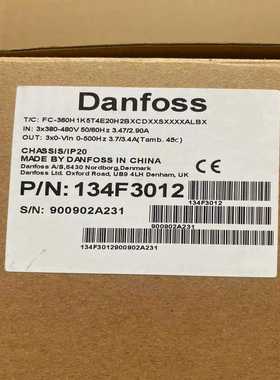 Danfoss
T/C: FC-360H1K5T4E20H2BXCDXXSXXXXALBX
IN: 3x380-480V 50/60Hz 3.47/2.90A
OUT: 3x0-Vin 0-500Hz 3.7/3.4A(Tamb. 45c)
CHASSIS/IP20
MADE BY DANFOSS IN CHINA
Danfoss A/S,6430 Nordborg,Denmark
Danfoss Ltd. Oxford Road, UB9 4LH Denham, UK
CE
P/N: 134F3012
134F3012
S/N: 900902A231
900902A231
134F3012900902A231